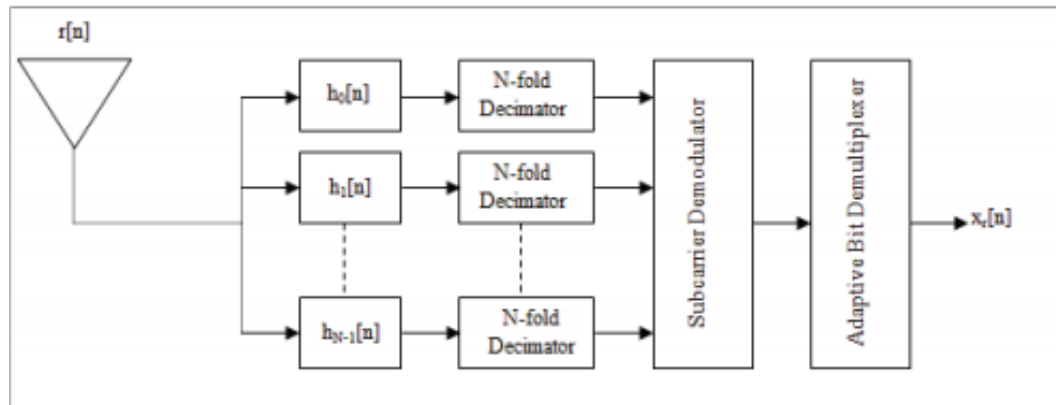 r[n]
h₀[n]
N-fold
Decimator
h₁[n]
N-fold
Decimator
hN-1[n]
N-fold
Decimator
Subcarrier Demodulator
Adaptive Bit Demultiplexer
xᵣ[n]